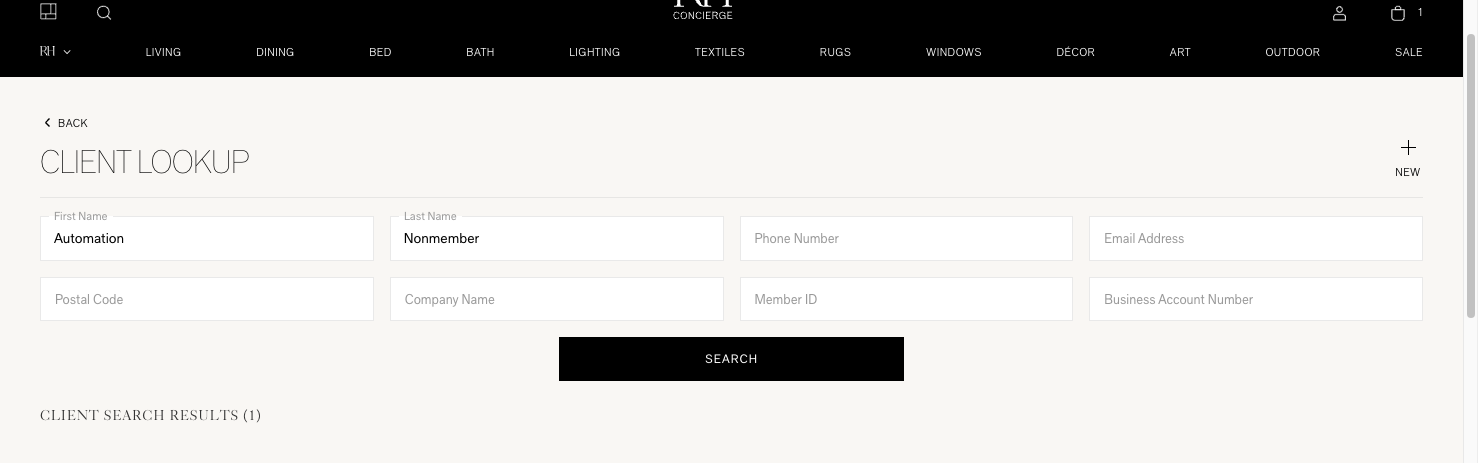 RH
CONCIERGE
1
RH
LIVING
DINING
BED
BATH
LIGHTING
TEXTILES
RUGS
WINDOWS
DÉCOR
ART
OUTDOOR
SALE
BACK
CLIENT LOOKUP
NEW
First Name
Automation
Last Name
Nonmember
Phone Number
Email Address
Postal Code
Company Name
Member ID
Business Account Number
SEARCH
CLIENT SEARCH RESULTS (1)